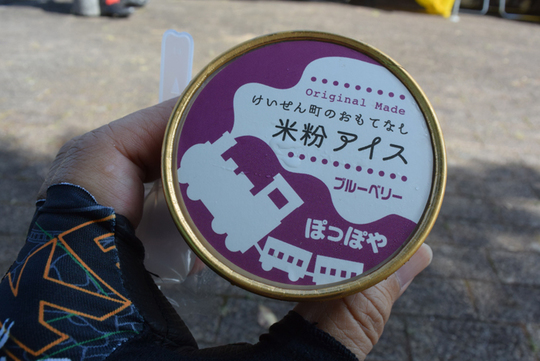 Original Made
けいせん町のおもてなし
米粉アイス
ブルーベリー
ぽっぽや